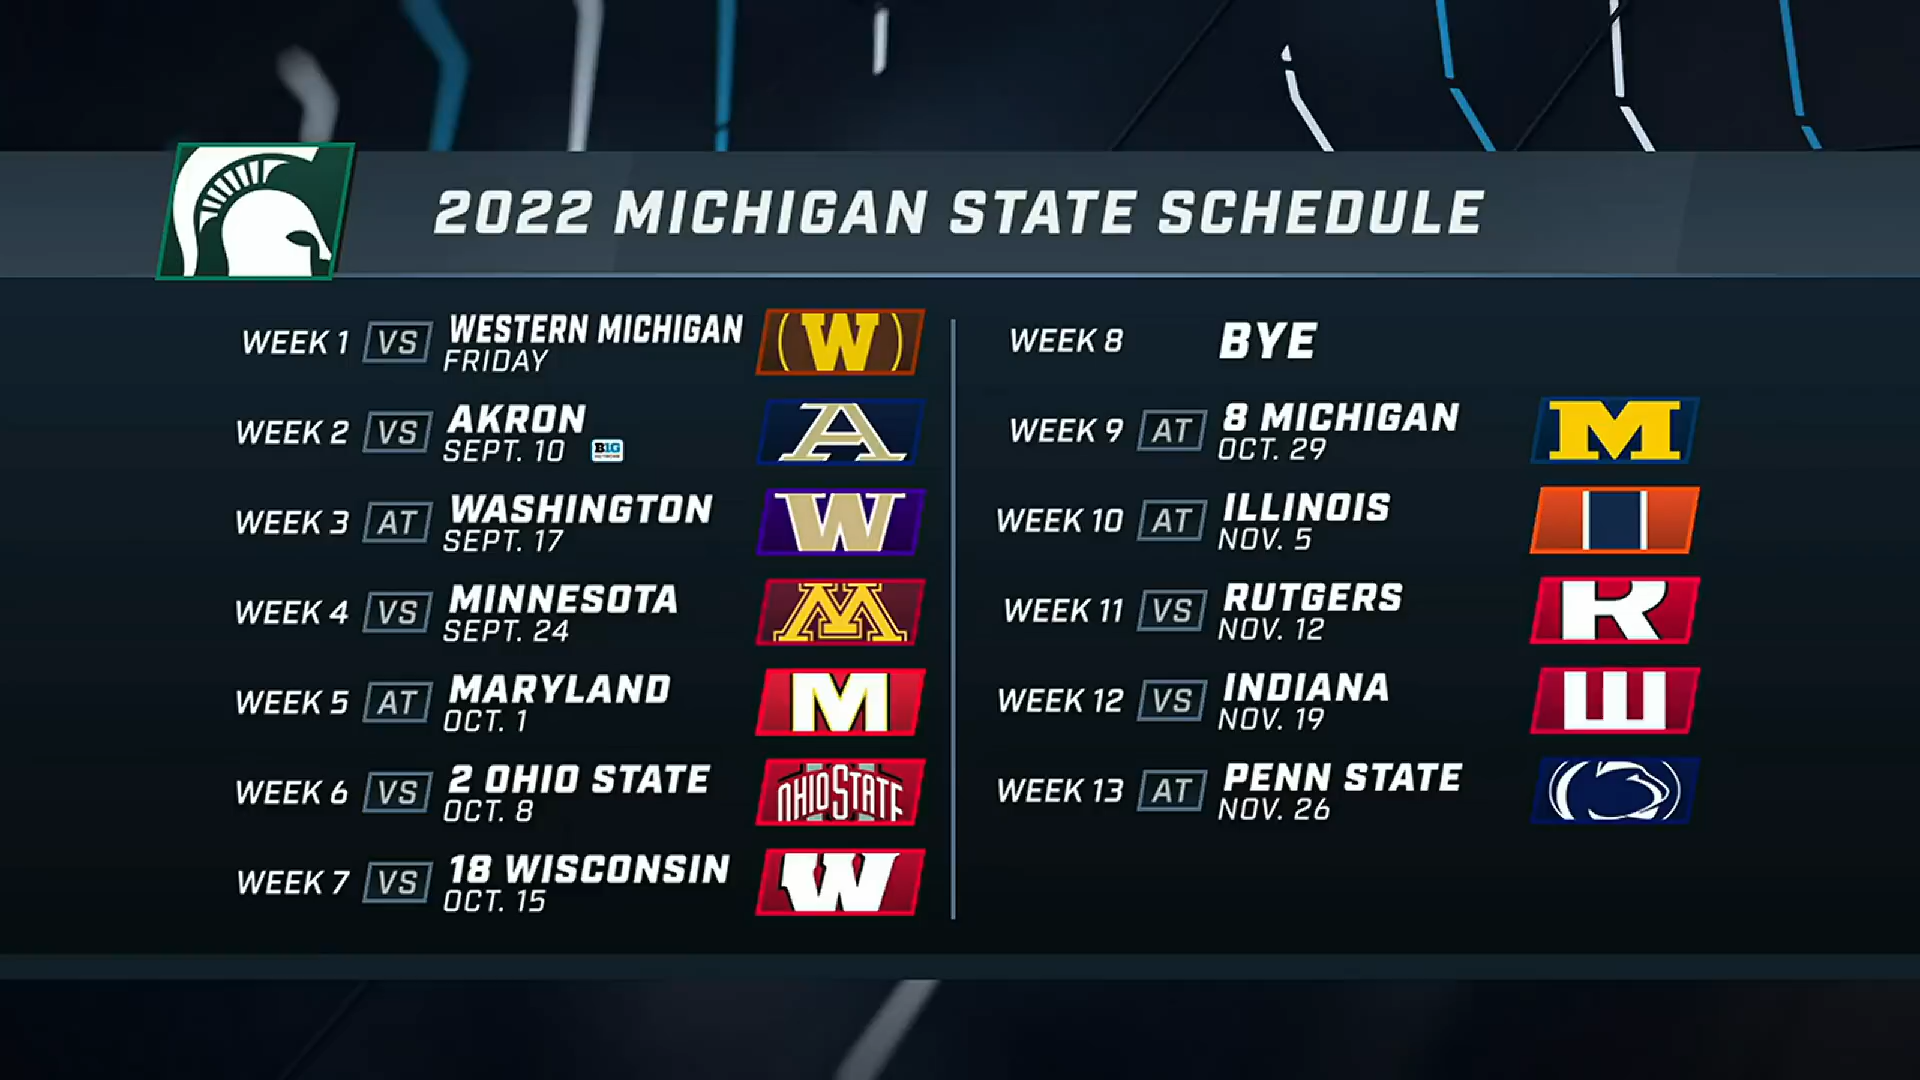 2022 MICHIGAN STATE SCHEDULE
WEEK 1 VS WESTERN MICHIGAN W
FRIDAY
WEEK 2 VS AKRON A
SEPT. 10 B1G
WEEK 3 AT WASHINGTON W
SEPT. 17
WEEK 4 VS MINNESOTA M
SEPT. 24
WEEK 5 AT MARYLAND M
OCT. 1
WEEK 6 VS 2 OHIO STATE OHIO STATE
OCT. 8
WEEK 7 VS 18 WISCONSIN W
OCT. 15
WEEK 8 BYE
WEEK 9 AT 8 MICHIGAN M
OCT. 29
WEEK 10 AT ILLINOIS I
NOV. 5
WEEK 11 VS RUTGERS R
NOV. 12
WEEK 12 VS INDIANA
NOV. 19
WEEK 13 AT PENN STATE
NOV. 26